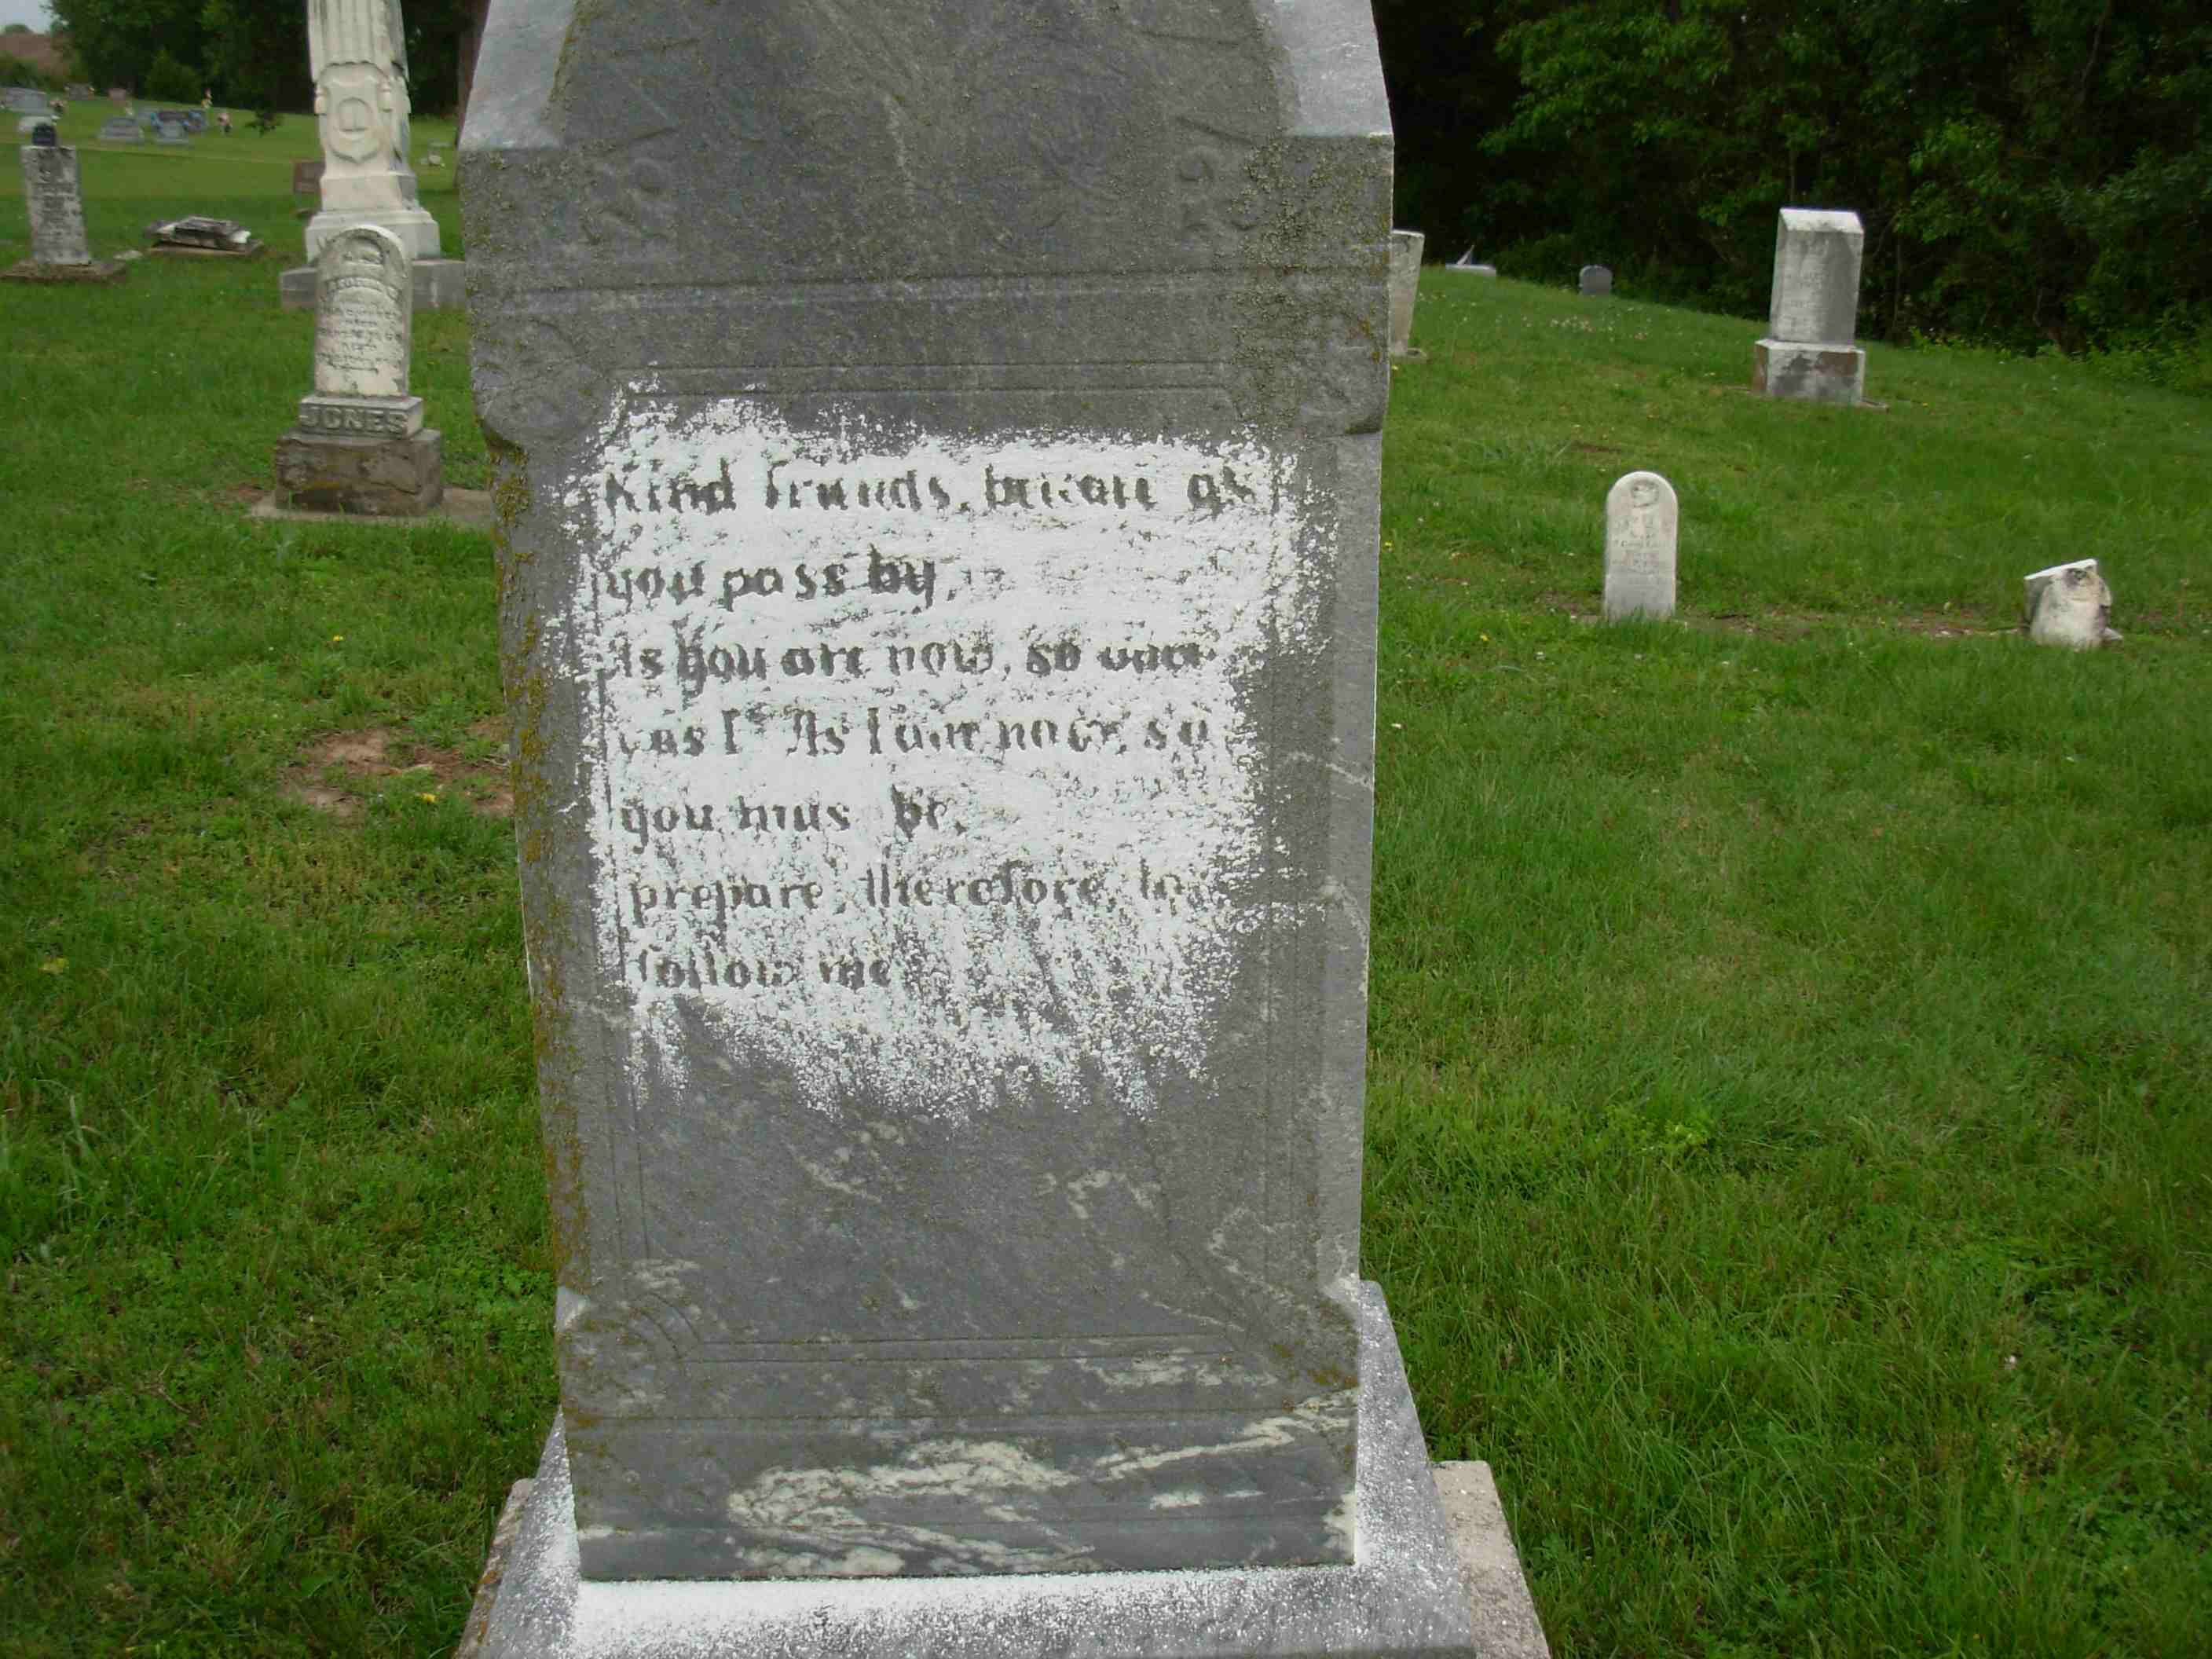 JONES
Kind friends, beware as
you pass by,
As you are now, so once
was I. As I am now, so
you must be,
prepare, therefore, to
follow me